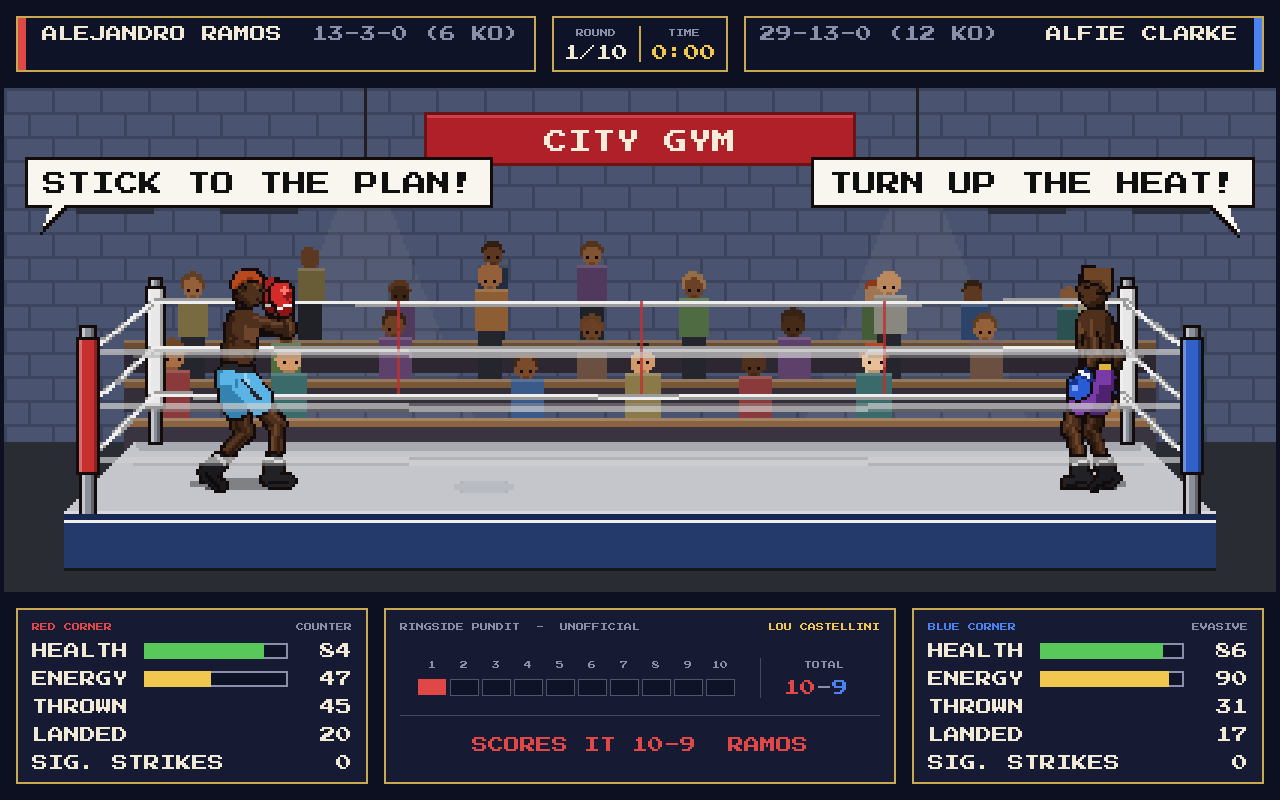 ALEJANDRO RAMOS 13-3-0 (6 KO)
ROUND TIME
1/10 0:00
29-13-0 (12 KO) ALFIE CLARKE
CITY GYM
STICK TO THE PLAN!
TURN UP THE HEAT!
RED CORNER COUNTER
HEALTH 84
ENERGY 47
THROWN 45
LANDED 20
SIG. STRIKES 0
RINGSIDE PUNDIT - UNOFFICIAL LOU CASTELLINI
1 2 3 4 5 6 7 8 9 10 TOTAL
10-9
SCORES IT 10-9 RAMOS
BLUE CORNER EVASIVE
HEALTH 86
ENERGY 90
THROWN 31
LANDED 17
SIG. STRIKES 0